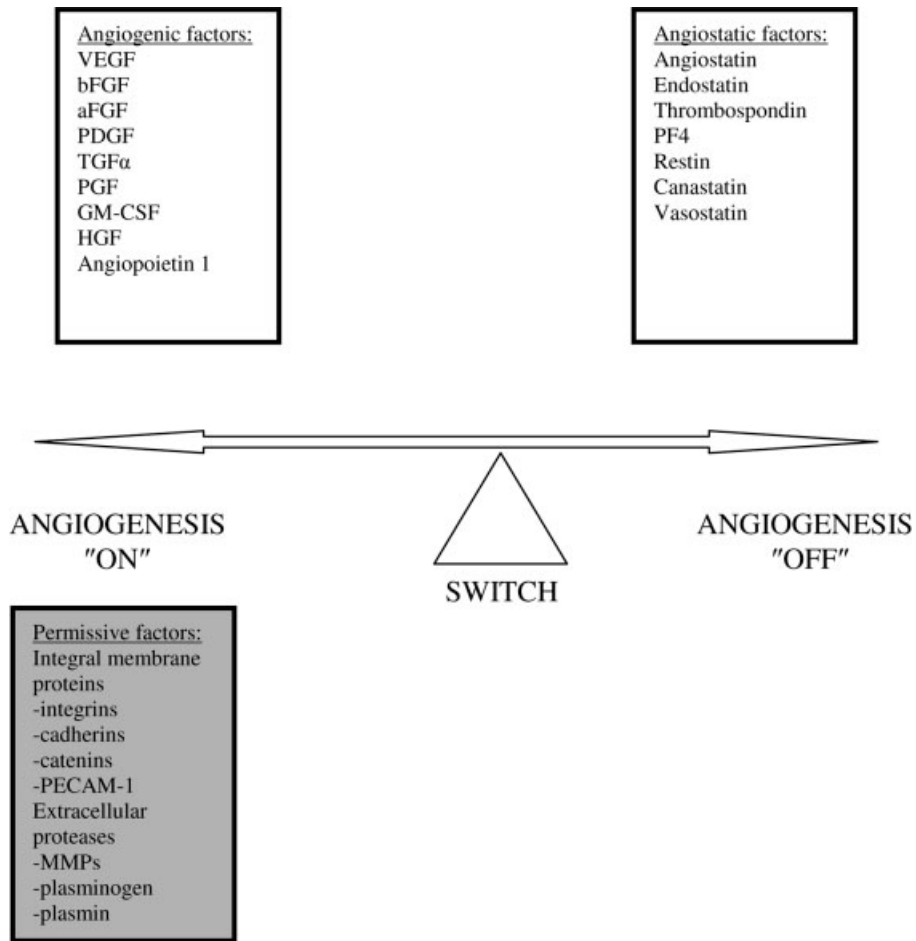 Angiogenic factors:
VEGF
bFGF
aFGF
PDGF
TGFα
PGF
GM-CSF
HGF
Angiopoietin 1
Angiostatic factors:
Angiostatin
Endostatin
Thrombospondin
PF4
Restin
Canastatin
Vasostatin
ANGIOGENESIS
"ON"
SWITCH
ANGIOGENESIS
"OFF"
Permissive factors:
Integral membrane
proteins
-integrins
-cadherins
-catenins
-PECAM-1
Extracellular
proteases
-MMPs
-plasminogen
-plasmin